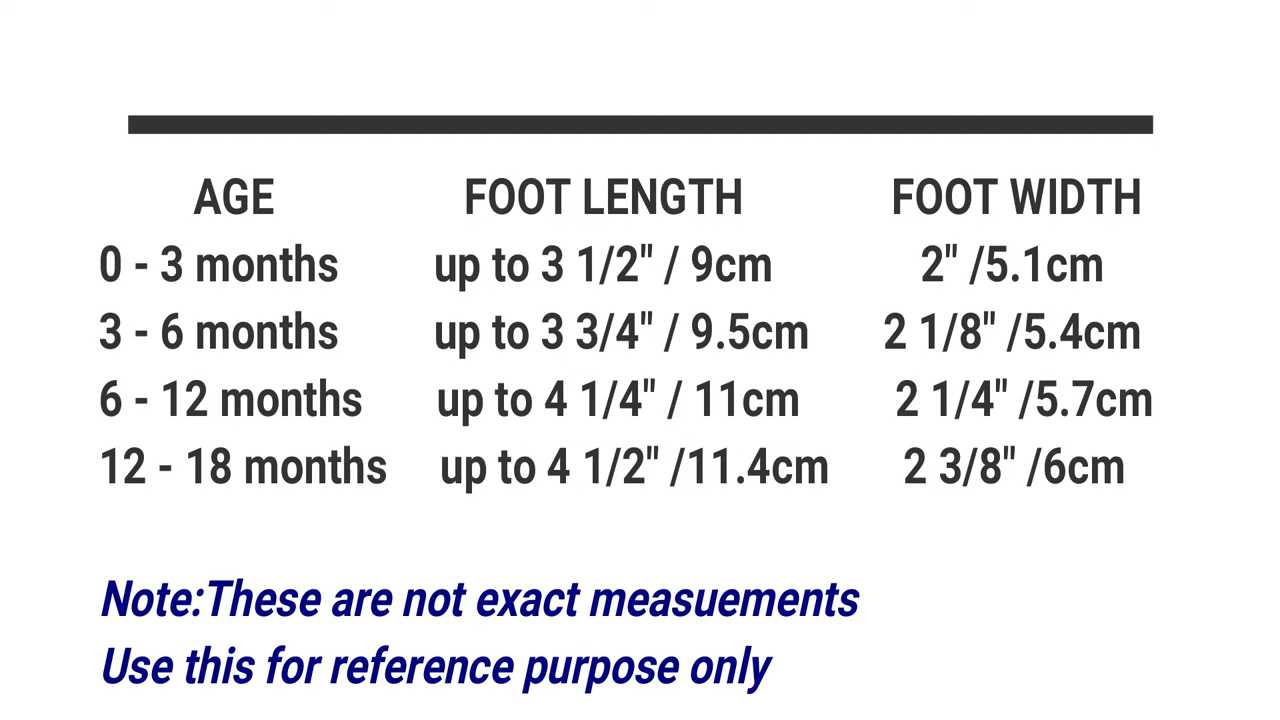 AGE FOOT LENGTH FOOT WIDTH
0 - 3 months up to 3 1/2" / 9cm 2" /5.1cm
3 - 6 months up to 3 3/4" / 9.5cm 2 1/8" /5.4cm
6 - 12 months up to 4 1/4" / 11cm 2 1/4" /5.7cm
12 - 18 months up to 4 1/2" /11.4cm 2 3/8" /6cm
Note:These are not exact measuements
Use this for reference purpose only